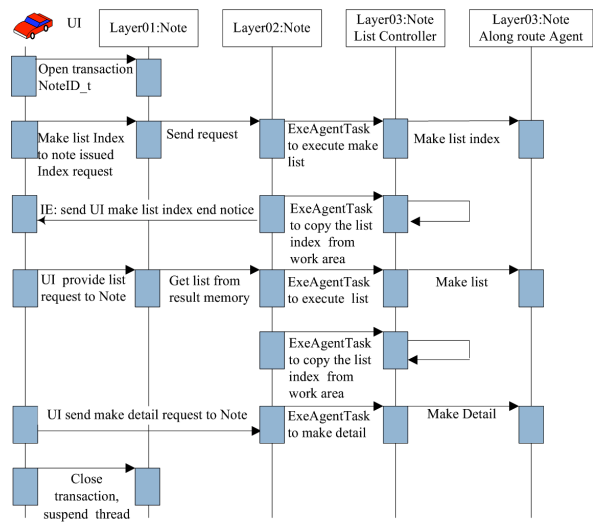 UI
Layer01:Note
Layer02:Note
Layer03:Note
List Controller
Layer03:Note
Along route Agent
Open transaction
NoteID_t
Make list Index
to note issued
Index request
Send request
ExeAgentTask
to execute make
list
Make list index
IE: send UI make list index end notice
ExeAgentTask
to copy the list
index from
work area
UI provide list
request to Note
Get list from
result memory
ExeAgentTask
to execute list
Make list
ExeAgentTask
to copy the list
index from
work area
UI send make detail request to Note
ExeAgentTask
to make detail
Make Detail
Close
transaction,
suspend thread